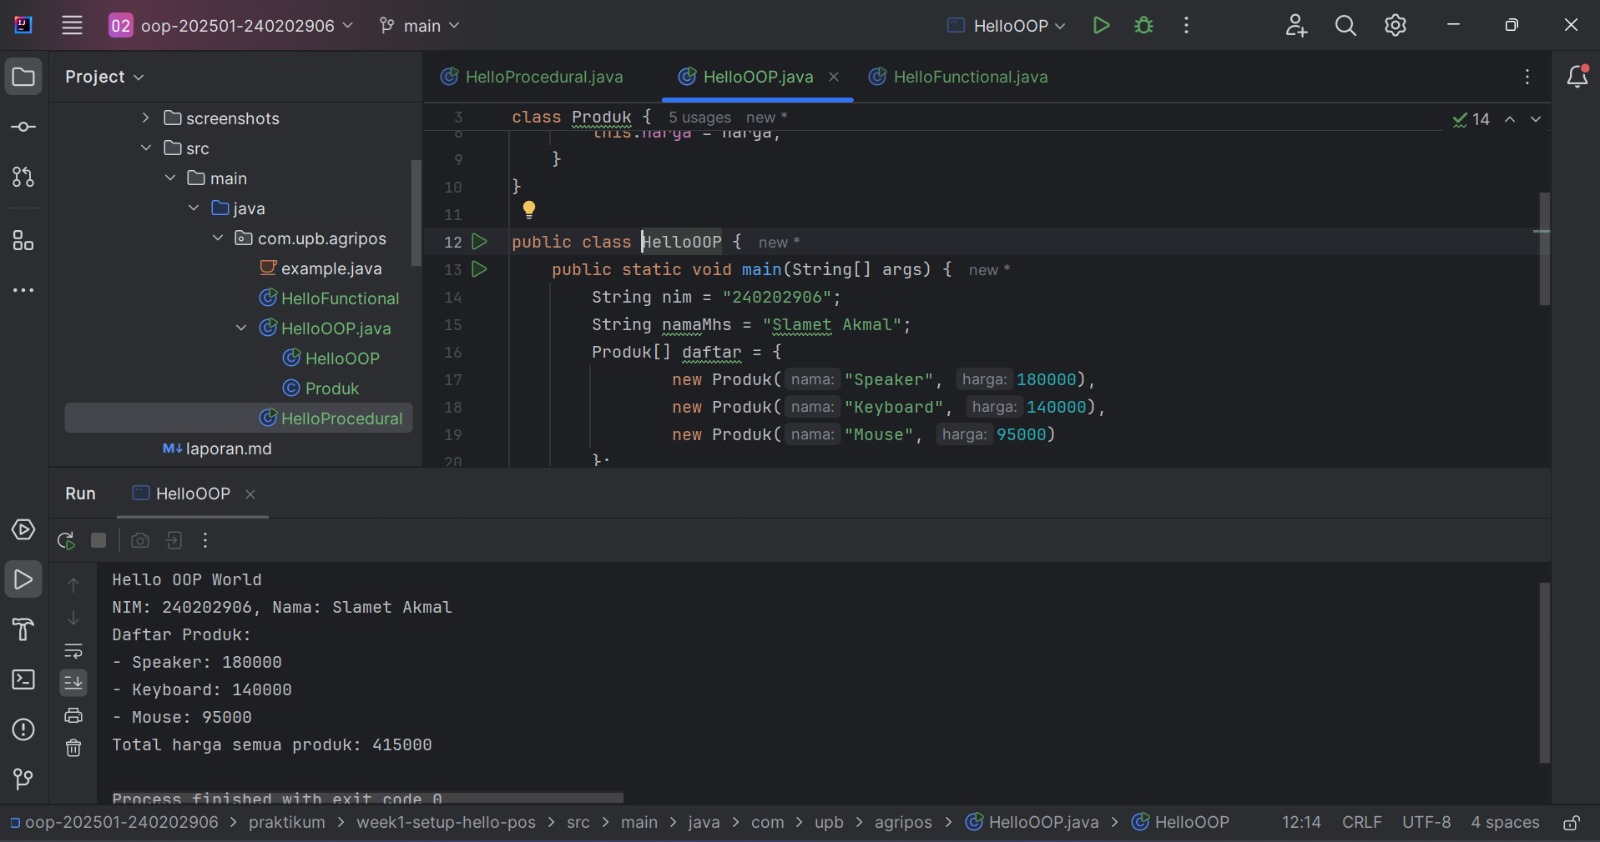 02 oop-202501-240202906 main HelloOOP
Project
HelloProcedural.java HelloOOP.java HelloFunctional.java
screenshots
src
main
java
com.upb.agripos
example.java
HelloFunctional
HelloOOP.java
HelloOOP
Produk
HelloProcedural
M↓ laporan.md
3 class Produk { 5 usages new *
14
8 this.harga = harga;
9 }
10 }
11
12 public class HelloOOP { new *
13 public static void main(String[] args) { new *
14 String nim = "240202906";
15 String namaMhs = "Slamet Akmal";
16 Produk[] daftar = {
17 new Produk( nama: "Speaker", harga: 180000),
18 new Produk( nama: "Keyboard", harga: 140000),
19 new Produk( nama: "Mouse", harga: 95000)
20 };
Run HelloOOP
Hello OOP World
NIM: 240202906, Nama: Slamet Akmal
Daftar Produk:
- Speaker: 180000
- Keyboard: 140000
- Mouse: 95000
Total harga semua produk: 415000
Process finished with exit code 0
oop-202501-240202906 > praktikum > week1-setup-hello-pos > src > main > java > com > upb > agripos > HelloOOP.java > HelloOOP 12:14 CRLF UTF-8 4 spaces